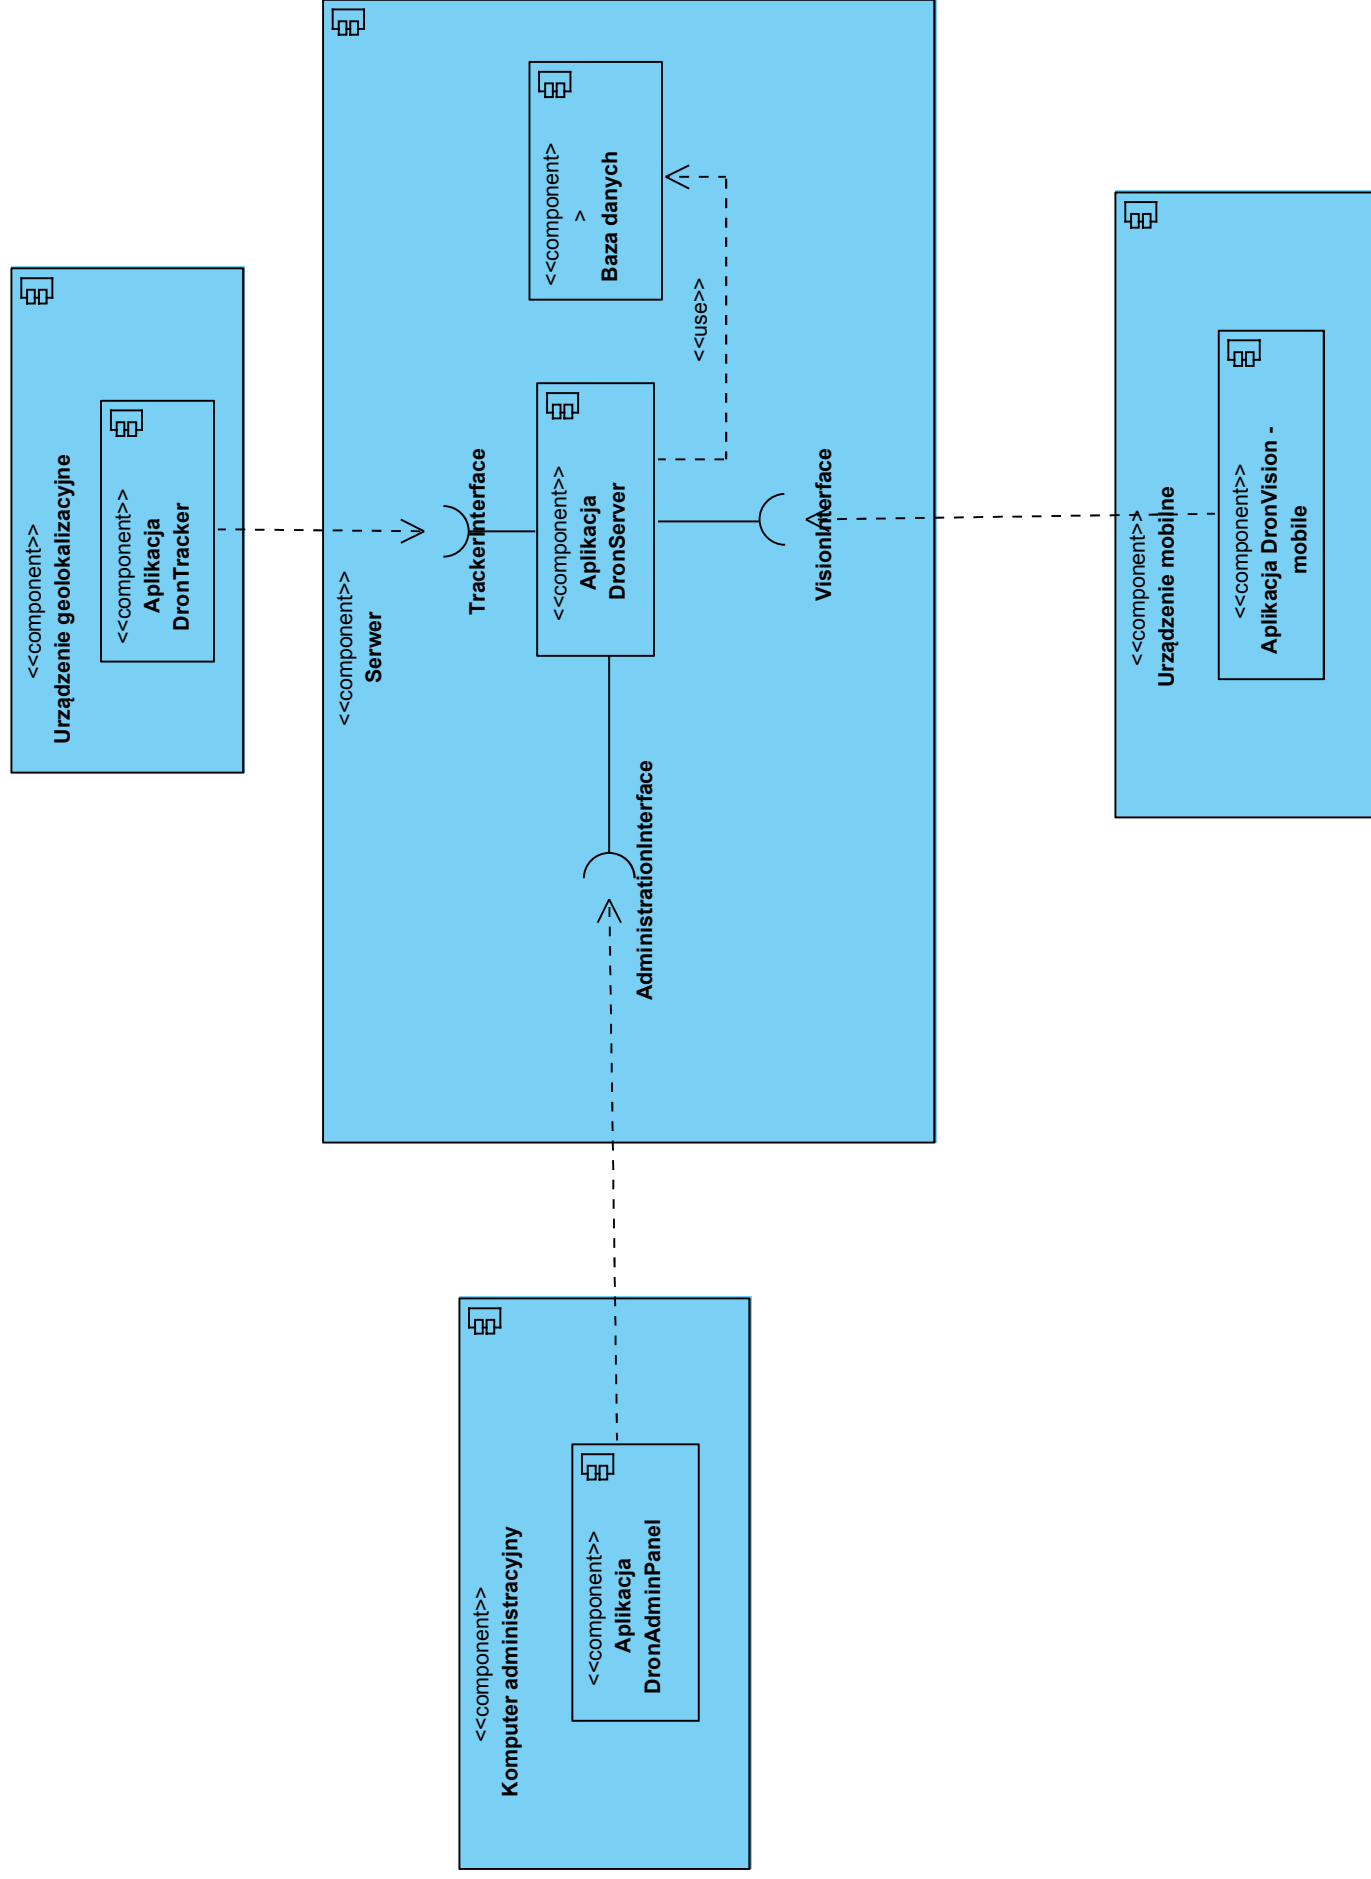 <<component>>
Urządzenie geolokalizacyjne
<<component>>
Aplikacja
DronTracker
<<component>>
Serwer
TrackerInterface
<<component>
>
Baza danych
<<component>>
Aplikacja
DronServer
<<use>>
AdministrationInterface
VisionInterface
<<component>>
Urządzenie mobilne
<<component>>
Aplikacja DronVision -
mobile
<<component>>
Komputer administracyjny
<<component>>
Aplikacja
DronAdminPanel